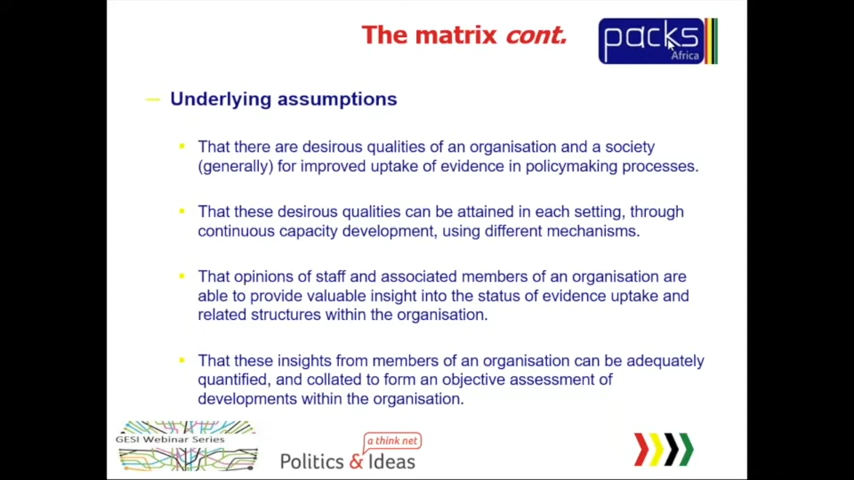 The matrix cont.
packs
Africa
Underlying assumptions
That there are desirous qualities of an organisation and a society
(generally) for improved uptake of evidence in policymaking processes.
That these desirous qualities can be attained in each setting, through
continuous capacity development, using different mechanisms.
That opinions of staff and associated members of an organisation are
able to provide valuable insight into the status of evidence uptake and
related structures within the organisation.
That these insights from members of an organisation can be adequately
quantified, and collated to form an objective assessment of
developments within the organisation.
GESI Webinar Series
a think net
Politics & Ideas